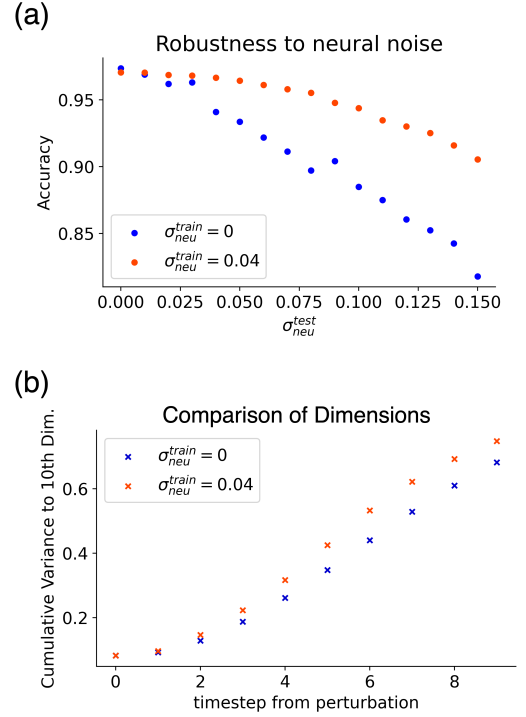 (a)
Robustness to neural noise
Accuracy
0.95
0.90
0.85
σ_neu^train = 0
σ_neu^train = 0.04
0.000 0.025 0.050 0.075 0.100 0.125 0.150
σ_neu^test
(b)
Comparison of Dimensions
Cumulative Variance to 10th Dim.
0.6
0.4
0.2
σ_neu^train = 0
σ_neu^train = 0.04
0 2 4 6 8
timestep from perturbation